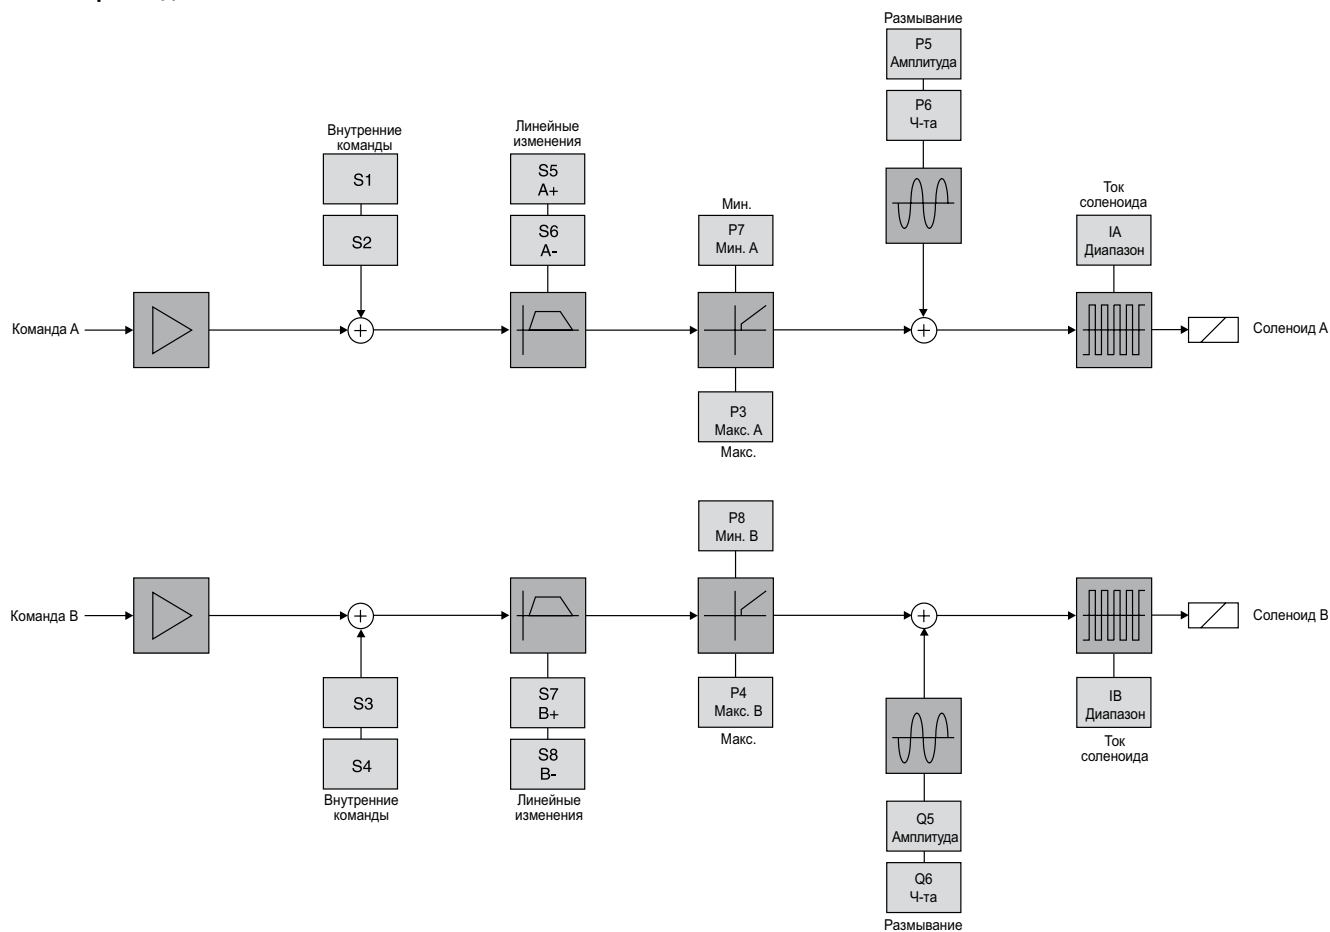 Размывание
P5
Амплитуда
P6
Ч-та
Внутренние
команды
S1
S2
Линейные
изменения
S5
A+
S6
A-
Мин.
P7
Мин. A
Ток
соленоида
IA
Диапазон
Команда A
Соленоид A
P3
Макс. A
Макс.
P8
Мин. B
Команда B
Соленоид B
S3
S4
Внутренние
команды
S7
B+
S8
B-
Линейные
изменения
P4
Макс. B
Макс.
IB
Диапазон
Ток
соленоида
Q5
Амплитуда
Q6
Ч-та
Размывание